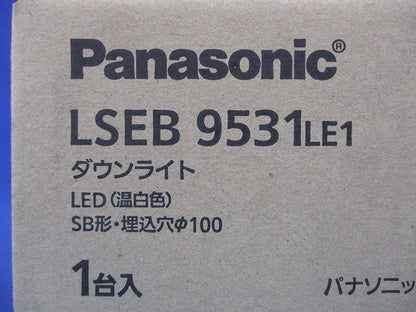 Panasonic®
LSEB 9531LE1
ダウンライト
LED(温白色)
SB形・埋込穴Φ100
1台入
パナソニッ